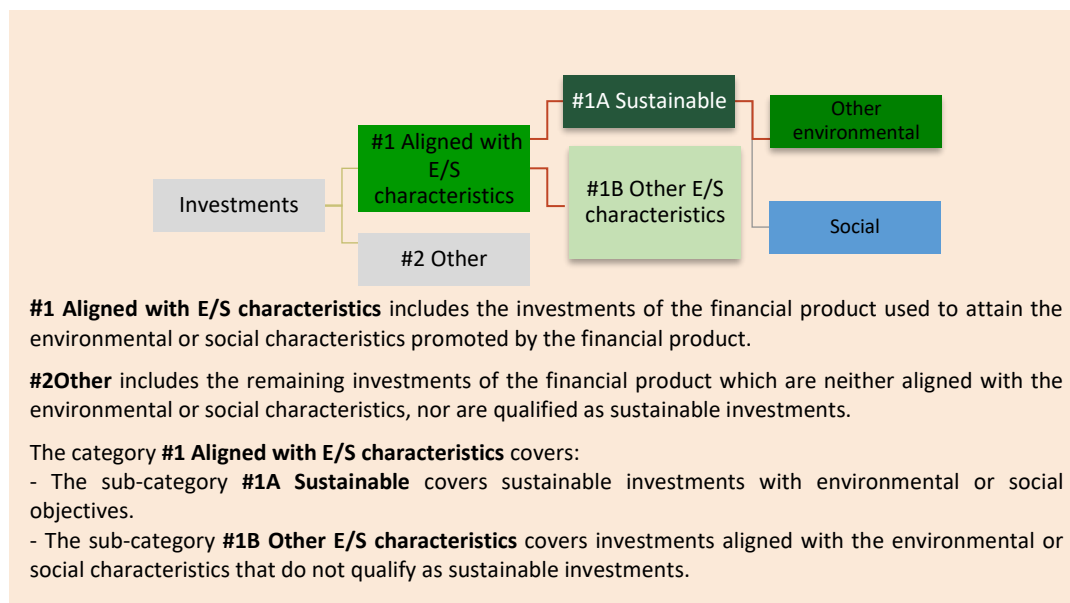 #1A Sustainable
Other
environmental
#1 Aligned with
E/S
characteristics
#1B Other E/S
characteristics
Investments
Social
#2 Other
#1 Aligned with E/S characteristics includes the investments of the financial product used to attain the
environmental or social characteristics promoted by the financial product.
#2Other includes the remaining investments of the financial product which are neither aligned with the
environmental or social characteristics, nor are qualified as sustainable investments.
The category #1 Aligned with E/S characteristics covers:
- The sub-category #1A Sustainable covers sustainable investments with environmental or social
objectives.
- The sub-category #1B Other E/S characteristics covers investments aligned with the environmental or
social characteristics that do not qualify as sustainable investments.